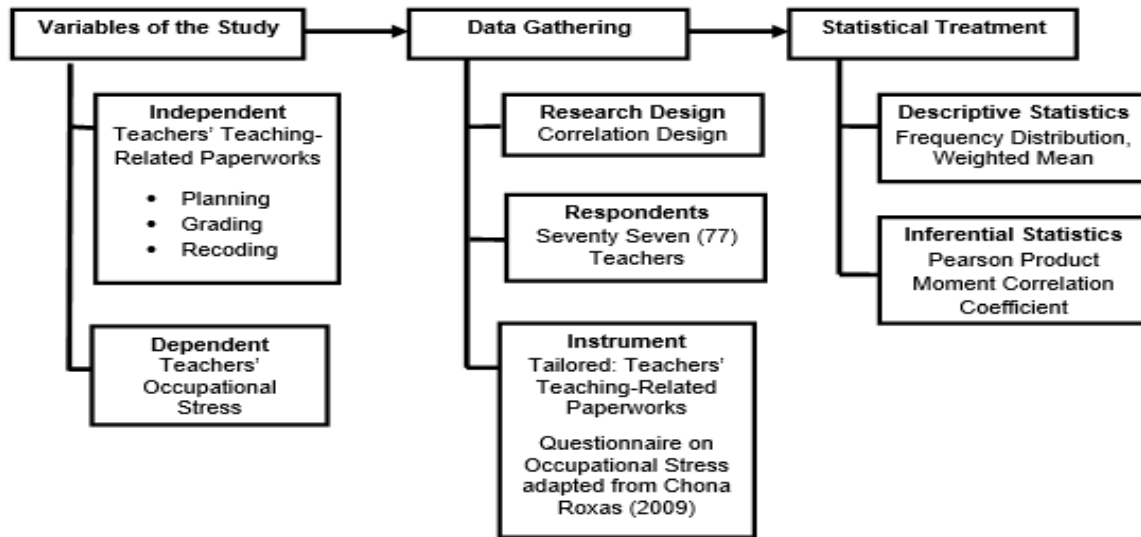 Variables of the Study
Data Gathering
Statistical Treatment
Independent
Teachers' Teaching-
Related Paperworks
• Planning
• Grading
• Recoding
Dependent
Teachers'
Occupational
Stress
Research Design
Correlation Design
Respondents
Seventy Seven (77)
Teachers
Instrument
Tailored: Teachers'
Teaching-Related
Paperworks
Questionnaire on
Occupational Stress
adapted from Chona
Roxas (2009)
Descriptive Statistics
Frequency Distribution,
Weighted Mean
Inferential Statistics
Pearson Product
Moment Correlation
Coefficient